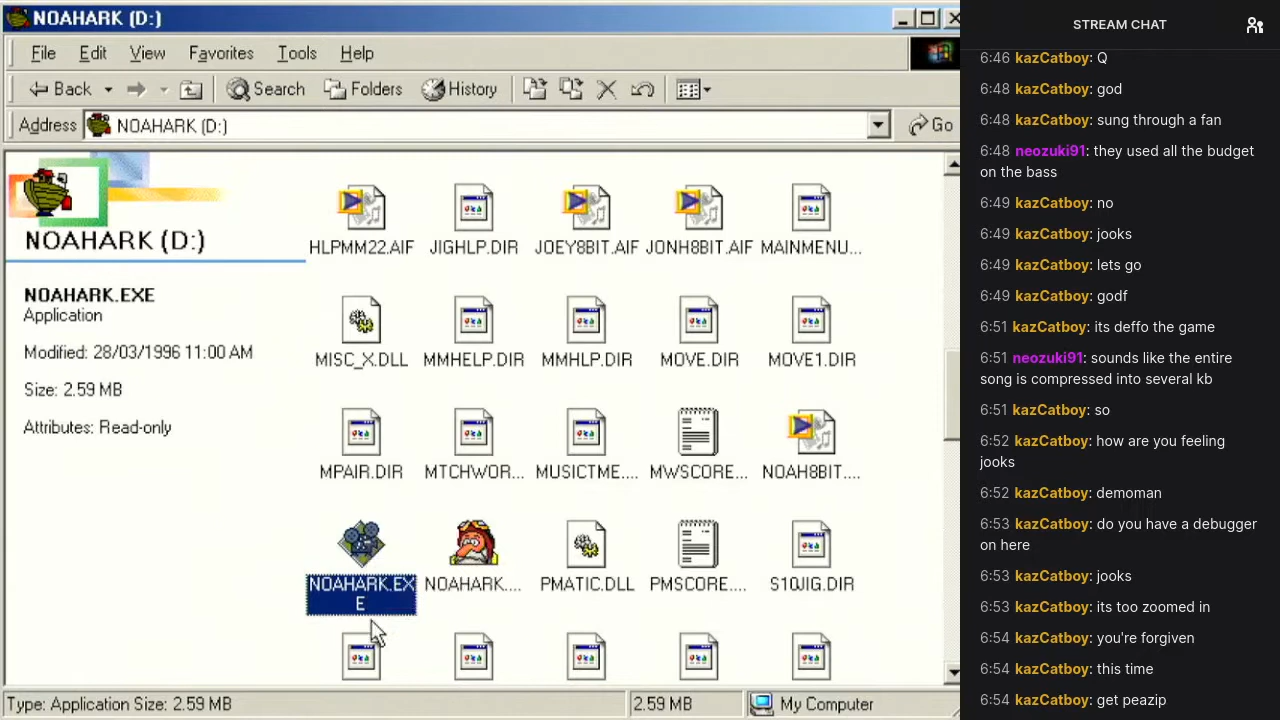 NOAHARK (D:)
File Edit View Favorites Tools Help
Back Search Folders History
Address NOAHARK (D:) Go
NOAHARK (D:)
NOAHARK.EXE
Application
Modified: 28/03/1996 11:00 AM
Size: 2.59 MB
Attributes: Read-only
HLPMM22.AIF JIGHLP.DIR JOEY8BIT.AIF JONH8BIT.AIF MAINMENU...
MISC_X.DLL MMHELP.DIR MMHLP.DIR MOVE.DIR MOVE1.DIR
MPAIR.DIR MTCHWOR... MUSICTME.... MWSCORE.... NOAH8BIT....
NOAHARK.EX
E
NOAHARK.... PMATIC.DLL PMSCORE.... S10JIG.DIR
Type: Application Size: 2.59 MB 2.59 MB My Computer
STREAM CHAT
6:46 kazCatboy: Q
6:48 kazCatboy: god
6:48 kazCatboy: sung through a fan
6:48 neozuki91: they used all the budget
on the bass
6:49 kazCatboy: no
6:49 kazCatboy: jooks
6:49 kazCatboy: lets go
6:49 kazCatboy: godf
6:51 kazCatboy: its deffo the game
6:51 neozuki91: sounds like the entire
song is compressed into several kb
6:51 kazCatboy: so
6:52 kazCatboy: how are you feeling
jooks
6:52 kazCatboy: demoman
6:53 kazCatboy: do you have a debugger
on here
6:53 kazCatboy: jooks
6:53 kazCatboy: its too zoomed in
6:54 kazCatboy: you're forgiven
6:54 kazCatboy: this time
6:54 kazCatboy: get peazip